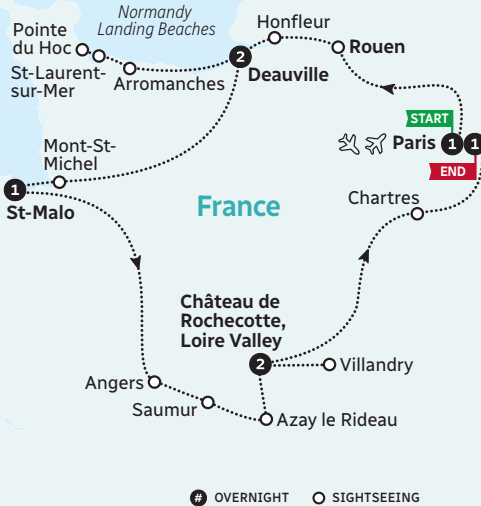 Normandy
Landing Beaches
Honfleur
Pointe
du Hoc
Rouen
2
Deauville
St-Laurent-
sur-Mer
Arromanches
START
Paris
1
1
END
Mont-St-
Michel
1
St-Malo
France
Chartres
Château de
Rochecotte,
Loire Valley
2
Villandry
Angers
Saumur
Azay le Rideau
# OVERNIGHT
SIGHTSEEING